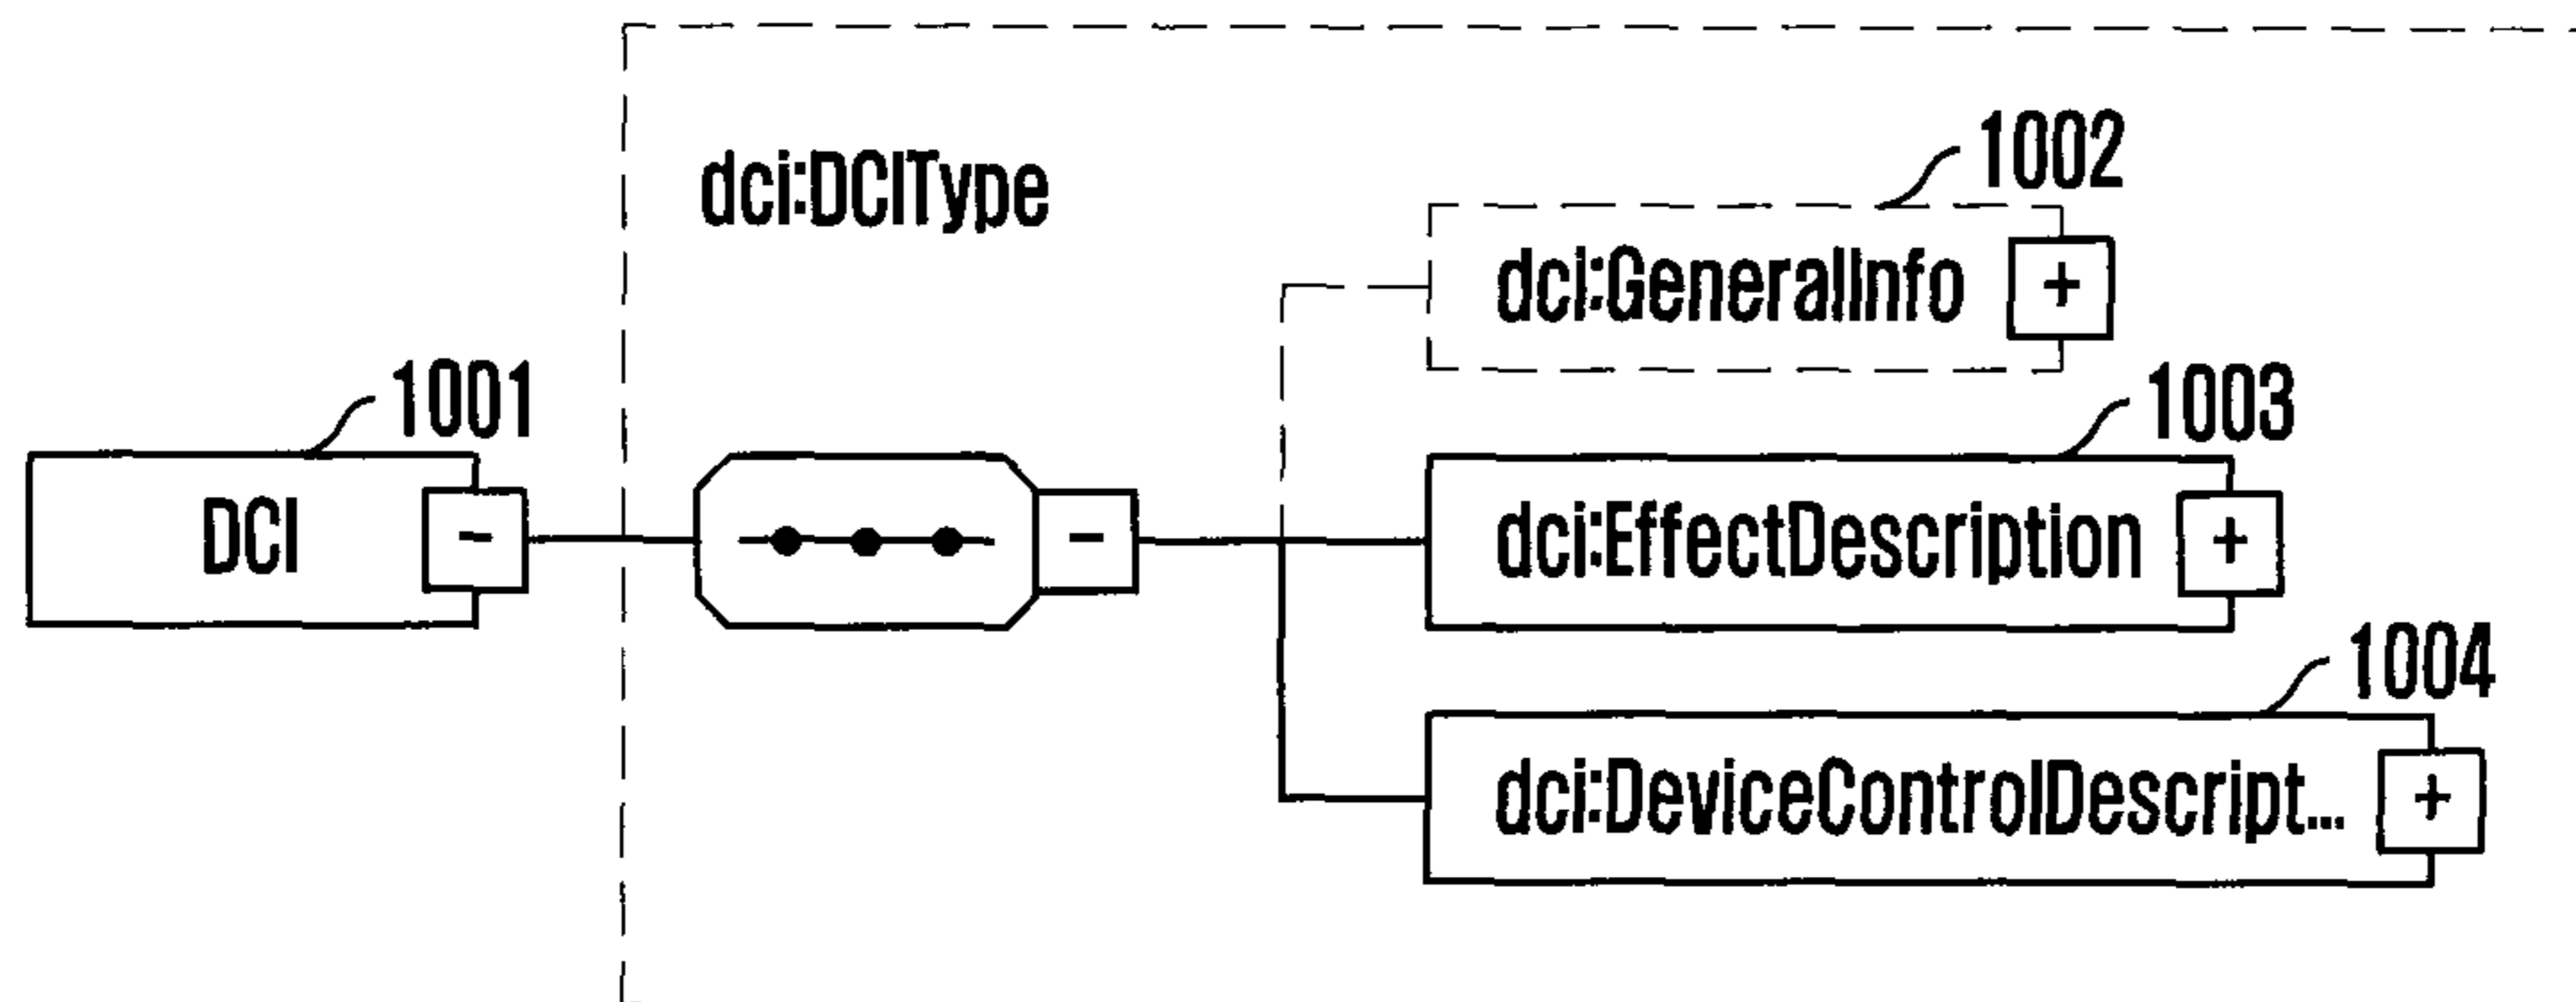 dci:DCIType
1002
dci:GeneralInfo +
1001
1003
DCI -
-
dci:EffectDescription +
1004
dci:DeviceControlDescript... +